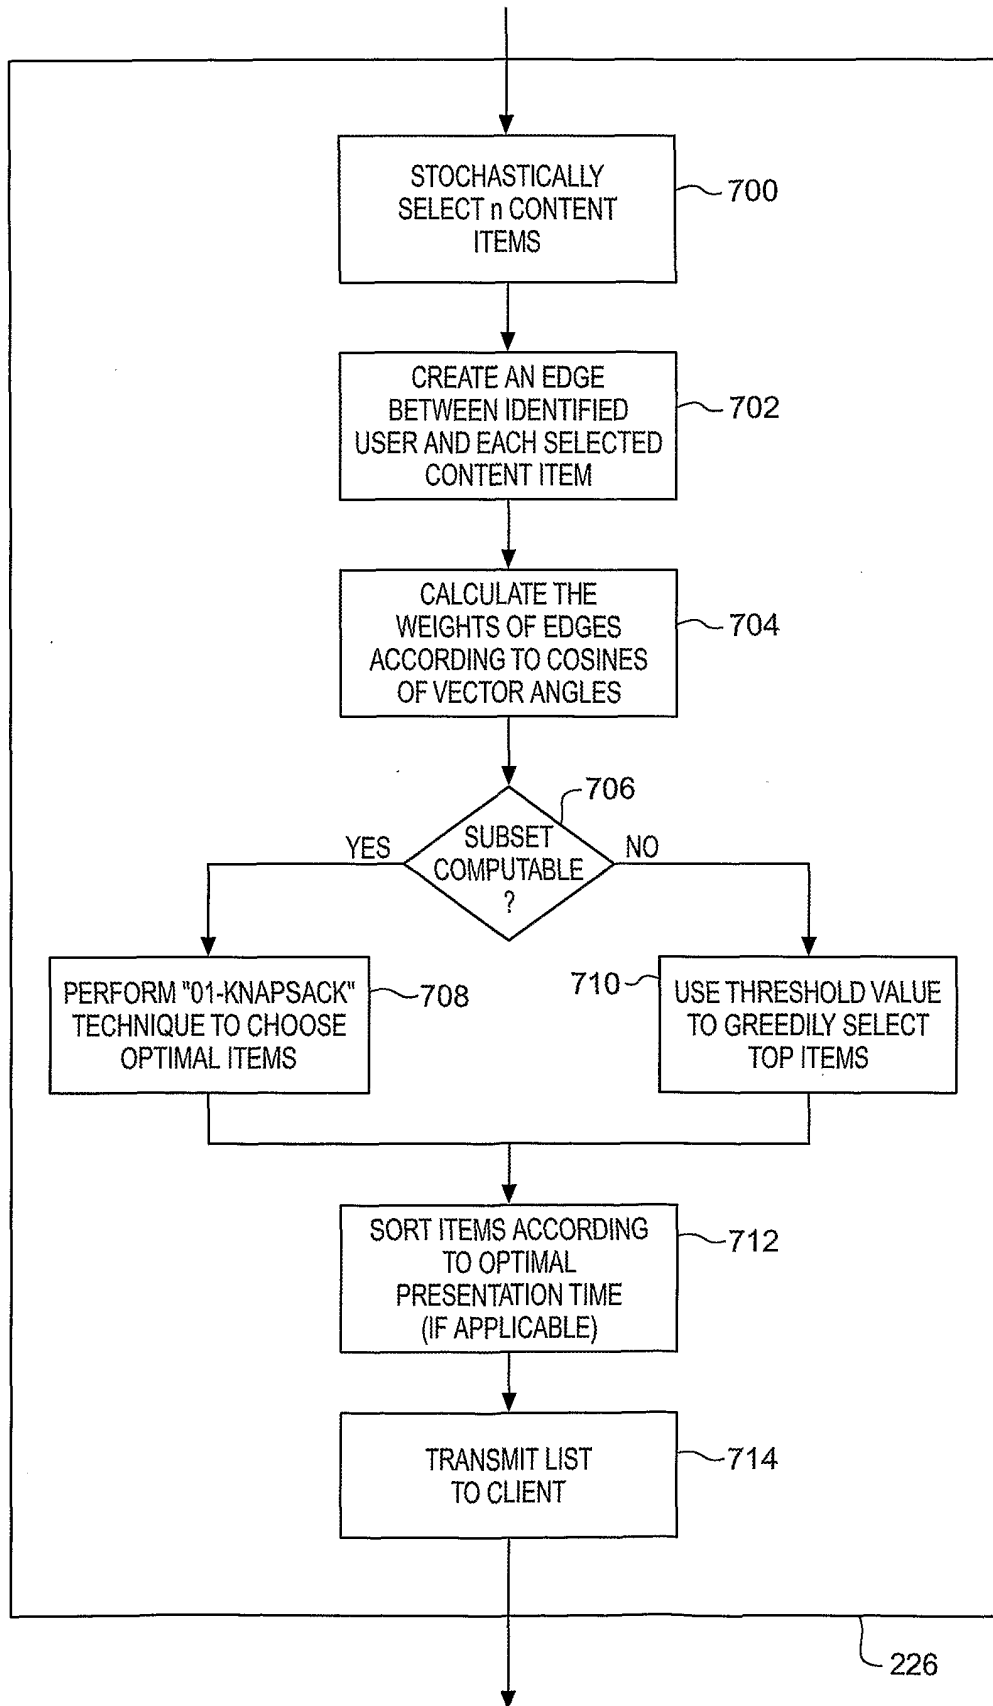 STOCHASTICALLY
SELECT n CONTENT
ITEMS
700
CREATE AN EDGE
BETWEEN IDENTIFIED
USER AND EACH SELECTED
CONTENT ITEM
702
CALCULATE THE
WEIGHTS OF EDGES
ACCORDING TO COSINES
OF VECTOR ANGLES
704
706
SUBSET
COMPUTABLE
?
YES
NO
PERFORM "01-KNAPSACK"
TECHNIQUE TO CHOOSE
OPTIMAL ITEMS
708
710
USE THRESHOLD VALUE
TO GREEDILY SELECT
TOP ITEMS
SORT ITEMS ACCORDING
TO OPTIMAL
PRESENTATION TIME
(IF APPLICABLE)
712
TRANSMIT LIST
TO CLIENT
714
226